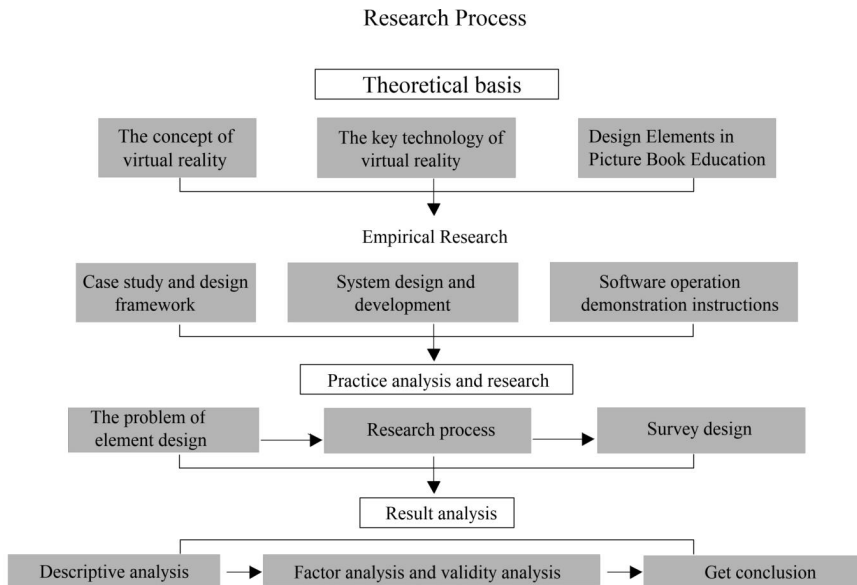 Research Process
Theoretical basis
The concept of
virtual reality
The key technology of
virtual reality
Design Elements in
Picture Book Education
Empirical Research
Case study and design
framework
System design and
development
Software operation
demonstration instructions
Practice analysis and research
The problem of
element design
Research process
Survey design
Result analysis
Descriptive analysis
Factor analysis and validity analysis
Get conclusion